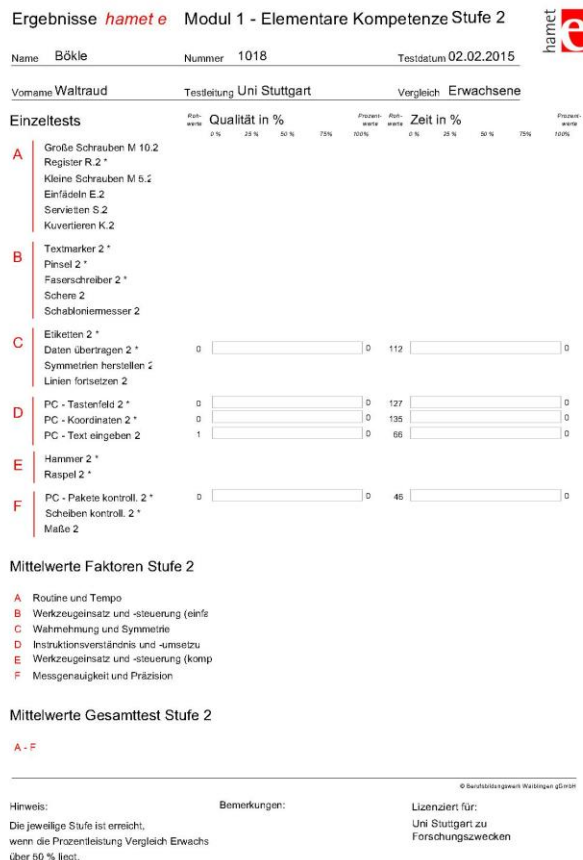 Ergebnisse hamet e Modul 1 - Elementare Kompetenze Stufe 2
hamet e
Name Bökle Nummer 1018 Testdatum 02.02.2015
Vorname Waltraud Testleitung Uni Stuttgart Vergleich Erwachsene
Einzeltests Roh-werte Qualität in % Prozent-werte Roh-werte Zeit in % Prozent-werte
0 % 25 % 50 % 75% 100% 0 % 25 % 50 % 75% 100%
A
Große Schrauben M 10.2
Register R.2 *
Kleine Schrauben M 5.2
Einfädeln E.2
Servietten S.2
Kuvertieren K.2
B
Textmarker 2 *
Pinsel 2 *
Faserschreiber 2 *
Schere 2
Schabloniermesser 2
C
Etiketten 2 *
Daten übertragen 2 * 0 0 112 0
Symmetrien herstellen 2
Linien fortsetzen 2
D
PC - Tastenfeld 2 * 0 0 127 0
PC - Koordinaten 2 * 0 0 135 0
PC - Text eingeben 2 1 0 66 0
E
Hammer 2 *
Raspel 2 *
F
PC - Pakete kontroll. 2 * 0 0 46 0
Scheiben kontroll. 2 *
Maße 2
Mittelwerte Faktoren Stufe 2
A Routine und Tempo
B Werkzeugeinsatz und -steuerung (einfa
C Wahrnehmung und Symmetrie
D Instruktionsverständnis und -umsetzu
E Werkzeugeinsatz und -steuerung (komp
F Messgenauigkeit und Präzision
Mittelwerte Gesamttest Stufe 2
A - F
© Berufsbildungswerk Waiblingen gGmbH
Hinweis: Bemerkungen: Lizenziert für:
Die jeweilige Stufe ist erreicht, Uni Stuttgart zu
wenn die Prozentleistung Vergleich Erwachs Forschungszwecken
über 50 % liegt.